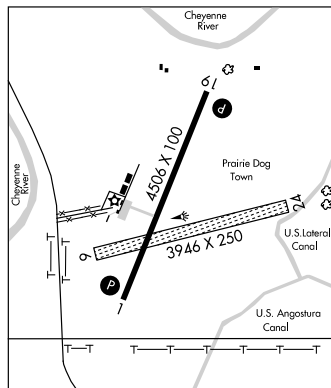 Cheyenne
River
19
P
4506 X 100
Prairie Dog
Town
Cheyenne
River
24
U.S.Lateral
Canal
3946 X 250
6
P
1
U.S. Angostura
Canal
T T T T T T T T